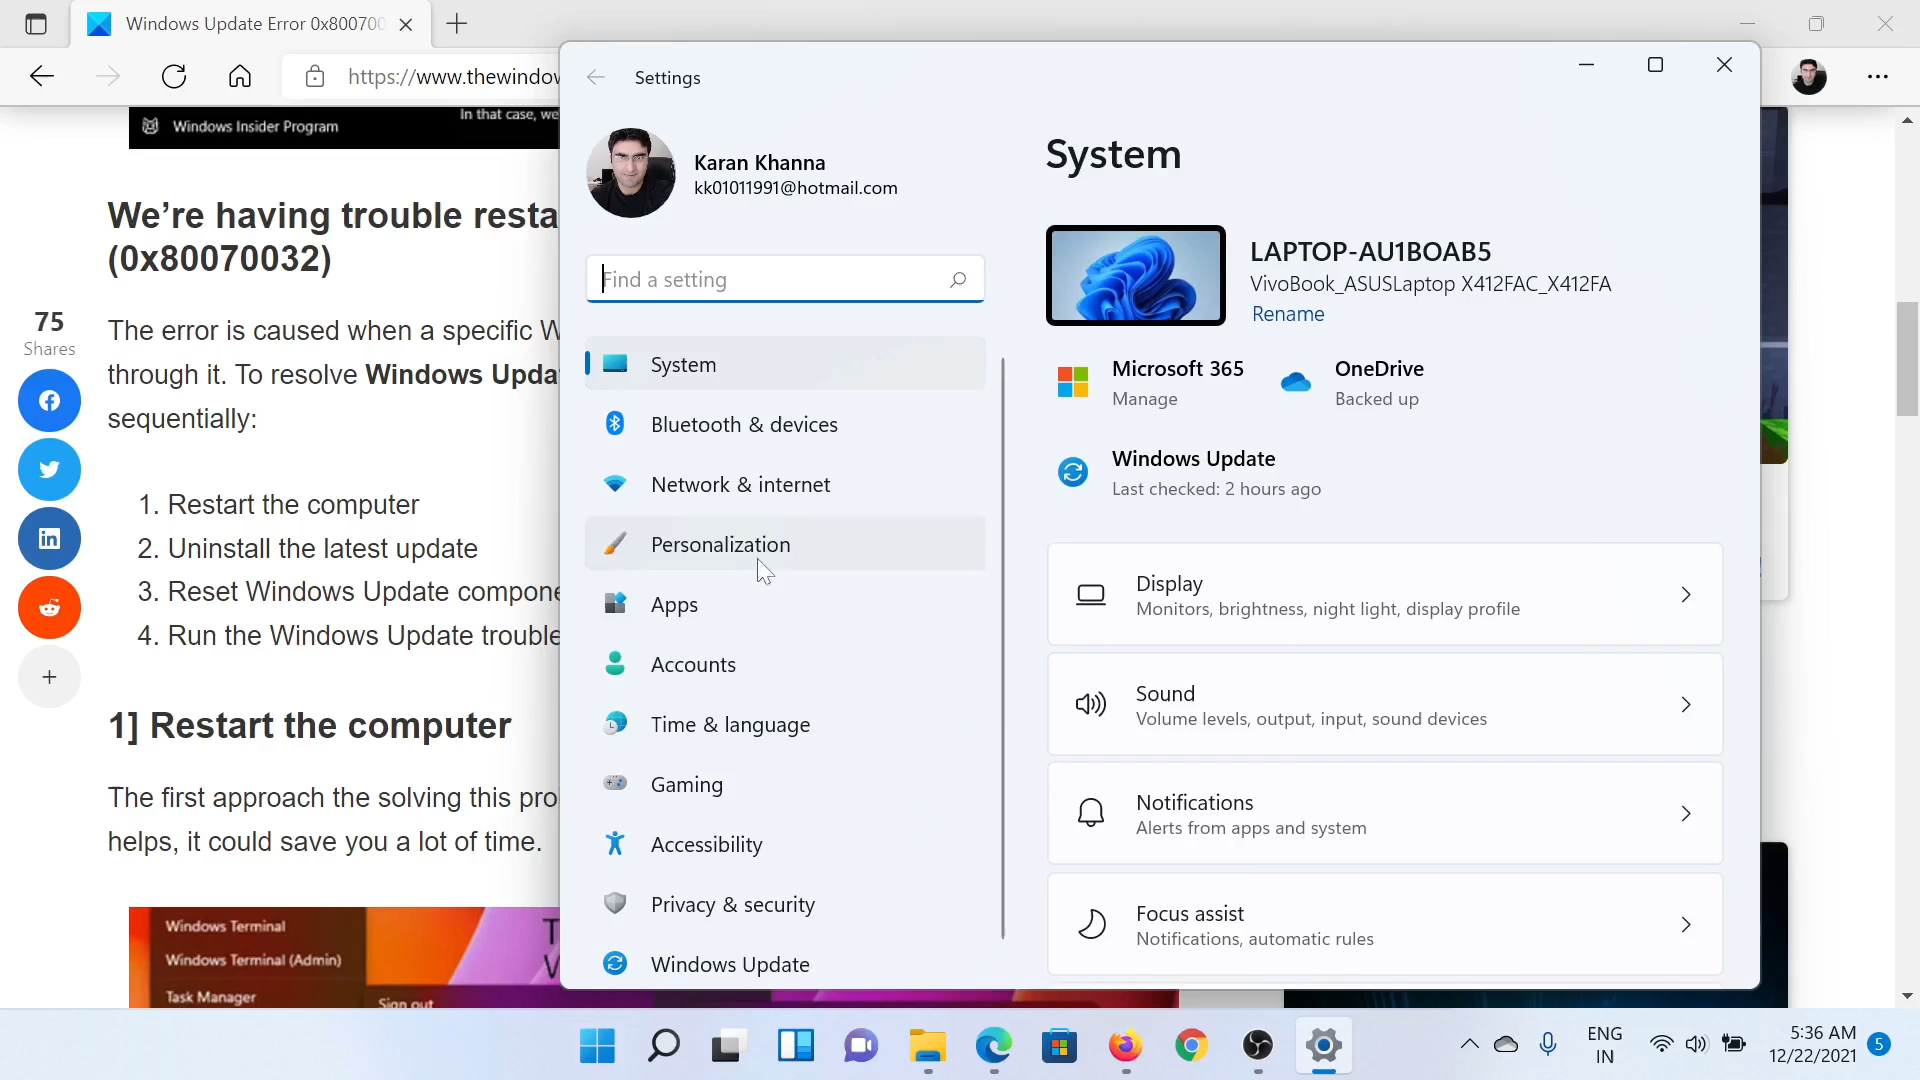 Windows Update Error 0x800700
https://www.thewindow
Windows Insider Program
In that case, we
We're having trouble resta
(0x80070032)
75
Shares
The error is caused when a specific W
through it. To resolve Windows Upda
sequentially:
1. Restart the computer
2. Uninstall the latest update
3. Reset Windows Update compone
4. Run the Windows Update trouble
1] Restart the computer
The first approach the solving this pro
helps, it could save you a lot of time.
Windows Terminal
Windows Terminal (Admin)
Task Manager
Sign out
T
Settings
Karan Khanna
kk01011991@hotmail.com
Find a setting
System
Bluetooth & devices
Network & internet
Personalization
Apps
Accounts
Time & language
Gaming
Accessibility
Privacy & security
Windows Update
System
LAPTOP-AU1BOAB5
VivoBook_ASUSLaptop X412FAC_X412FA
Rename
Microsoft 365
Manage
OneDrive
Backed up
Windows Update
Last checked: 2 hours ago
Display
Monitors, brightness, night light, display profile
Sound
Volume levels, output, input, sound devices
Notifications
Alerts from apps and system
Focus assist
Notifications, automatic rules
ENG
IN
5:36 AM
12/22/2021
5